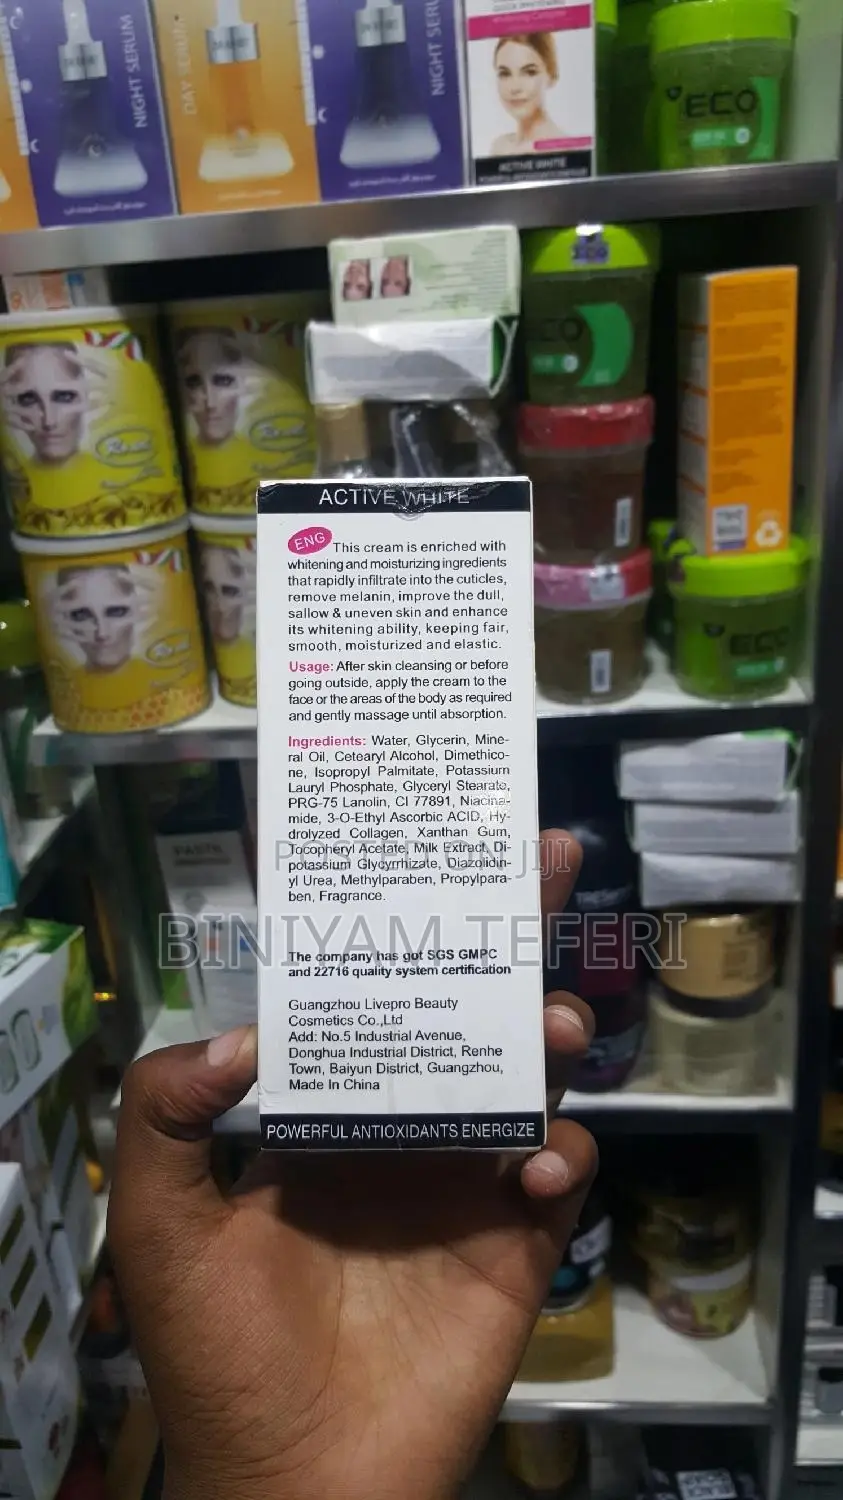 NIGHT SERUM
DAY SERUM
NIGHT SERUM
ACTIVE WHITE
ECO
ECO
ECO
ACTIVE WHITE
ENG This cream is enriched with
whitening and moisturizing ingredients
that rapidly infiltrate into the cuticles,
remove melanin, improve the dull,
sallow & uneven skin and enhance
its whitening ability, keeping fair,
smooth, moisturized and elastic.
Usage: After skin cleansing or before
going outside, apply the cream to the
face or the areas of the body as required
and gently massage until absorption.
Ingredients: Water, Glycerin, Mine-
ral Oil, Cetearyl Alcohol, Dimethico-
ne, Isopropyl Palmitate, Potassium
Lauryl Phosphate, Glyceryl Stearate,
PRG-75 Lanolin, CI 77891, Niacina-
mide, 3-O-Ethyl Ascorbic ACID, Hy-
drolyzed Collagen, Xanthan Gum,
Tocopheryl Acetate, Milk Extract, Di-
potassium Glycyrrhizate, Diazolidin-
yl Urea, Methylparaben, Propylpara-
ben, Fragrance.
POSTED ON JIJI
BINIYAM TEFERI
The company has got SGS GMPC
and 22716 quality system certification
Guangzhou Livepro Beauty
Cosmetics Co.,Ltd
Add: No.5 Industrial Avenue,
Donghua Industrial District, Renhe
Town, Baiyun District, Guangzhou,
Made In China
POWERFUL ANTIOXIDANTS ENERGIZE